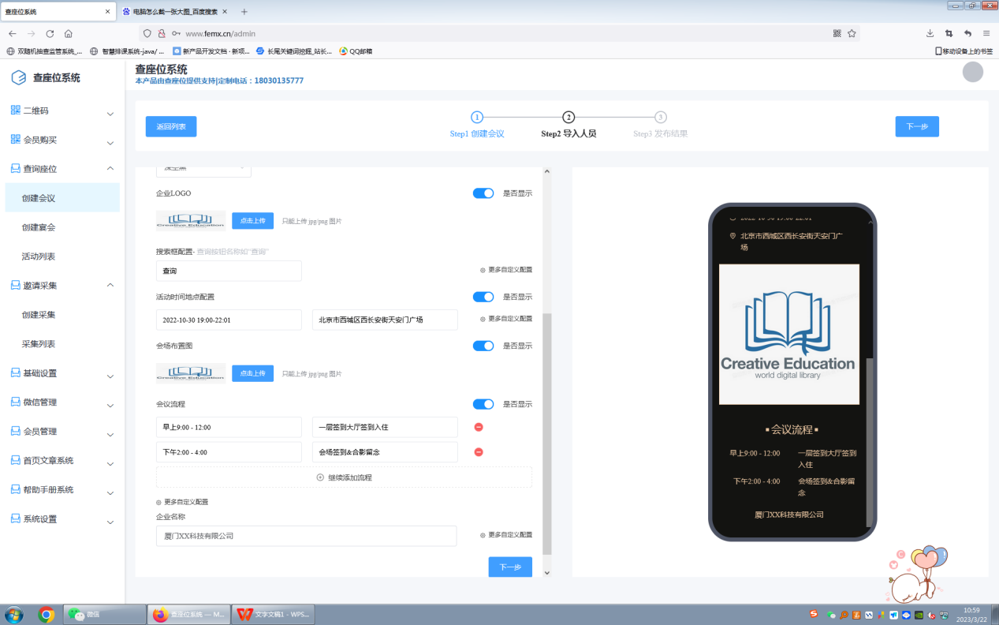 查座位系统
电脑怎么截一张大图_百度搜索
www.femx.cn/admin
双随机抽查监管系统_...
智慧排课系统-java/ ...
新产品开发文档 · 新项...
长尾关键词挖掘_站长...
QQ邮箱
移动设备上的书签
查座位系统
查座位系统
本产品由查座位提供支持|定制电话：18030135777
二维码
会员购买
查询座位
创建会议
创建宴会
活动列表
邀请采集
创建采集
采集列表
基础设置
微信管理
会员管理
首页文章系统
帮助手册系统
系统设置
返回列表
1
2
3
Step1 创建会议
Step2 导入人员
Step3 发布结果
下一步
深空黑
企业LOGO
是否显示
Creative Education
点击上传
只能上传 jpg/png 图片
搜索框配置- 查询按钮名称如"查询"
查询
更多自定义配置
活动时间地点配置
是否显示
2022-10-30 19:00-22:01
北京市西城区西长安街天安门广场
更多自定义配置
会场布置图
是否显示
Creative Education
点击上传
只能上传 jpg/png 图片
会议流程
是否显示
早上9:00 - 12:00
一层签到大厅签到入住
下午2:00 - 4:00
会场签到&合影留念
继续添加流程
更多自定义配置
企业名称
厦门XX科技有限公司
更多自定义配置
下一步
2022-10-30 19:00-22:01
北京市西城区西长安街天安门广
场
Creative Education
world digital library
会议流程
早上9:00 - 12:00
一层签到大厅签到
入住
下午2:00 - 4:00
会场签到&合影留
念
厦门XX科技有限公司
微信
查座位系统 — M...
文字文稿1 - WPS...
10:59
2023/3/22